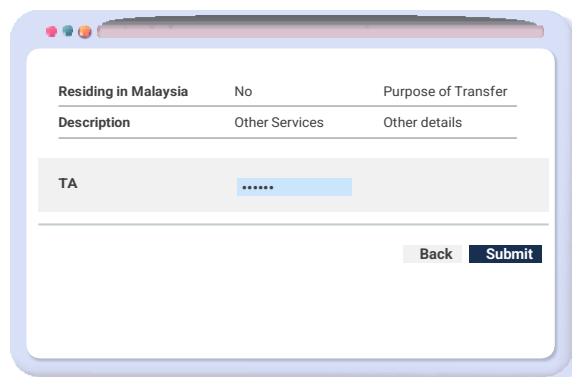 Residing in Malaysia No Purpose of Transfer
Description Other Services Other details
TA ••••••
Back Submit